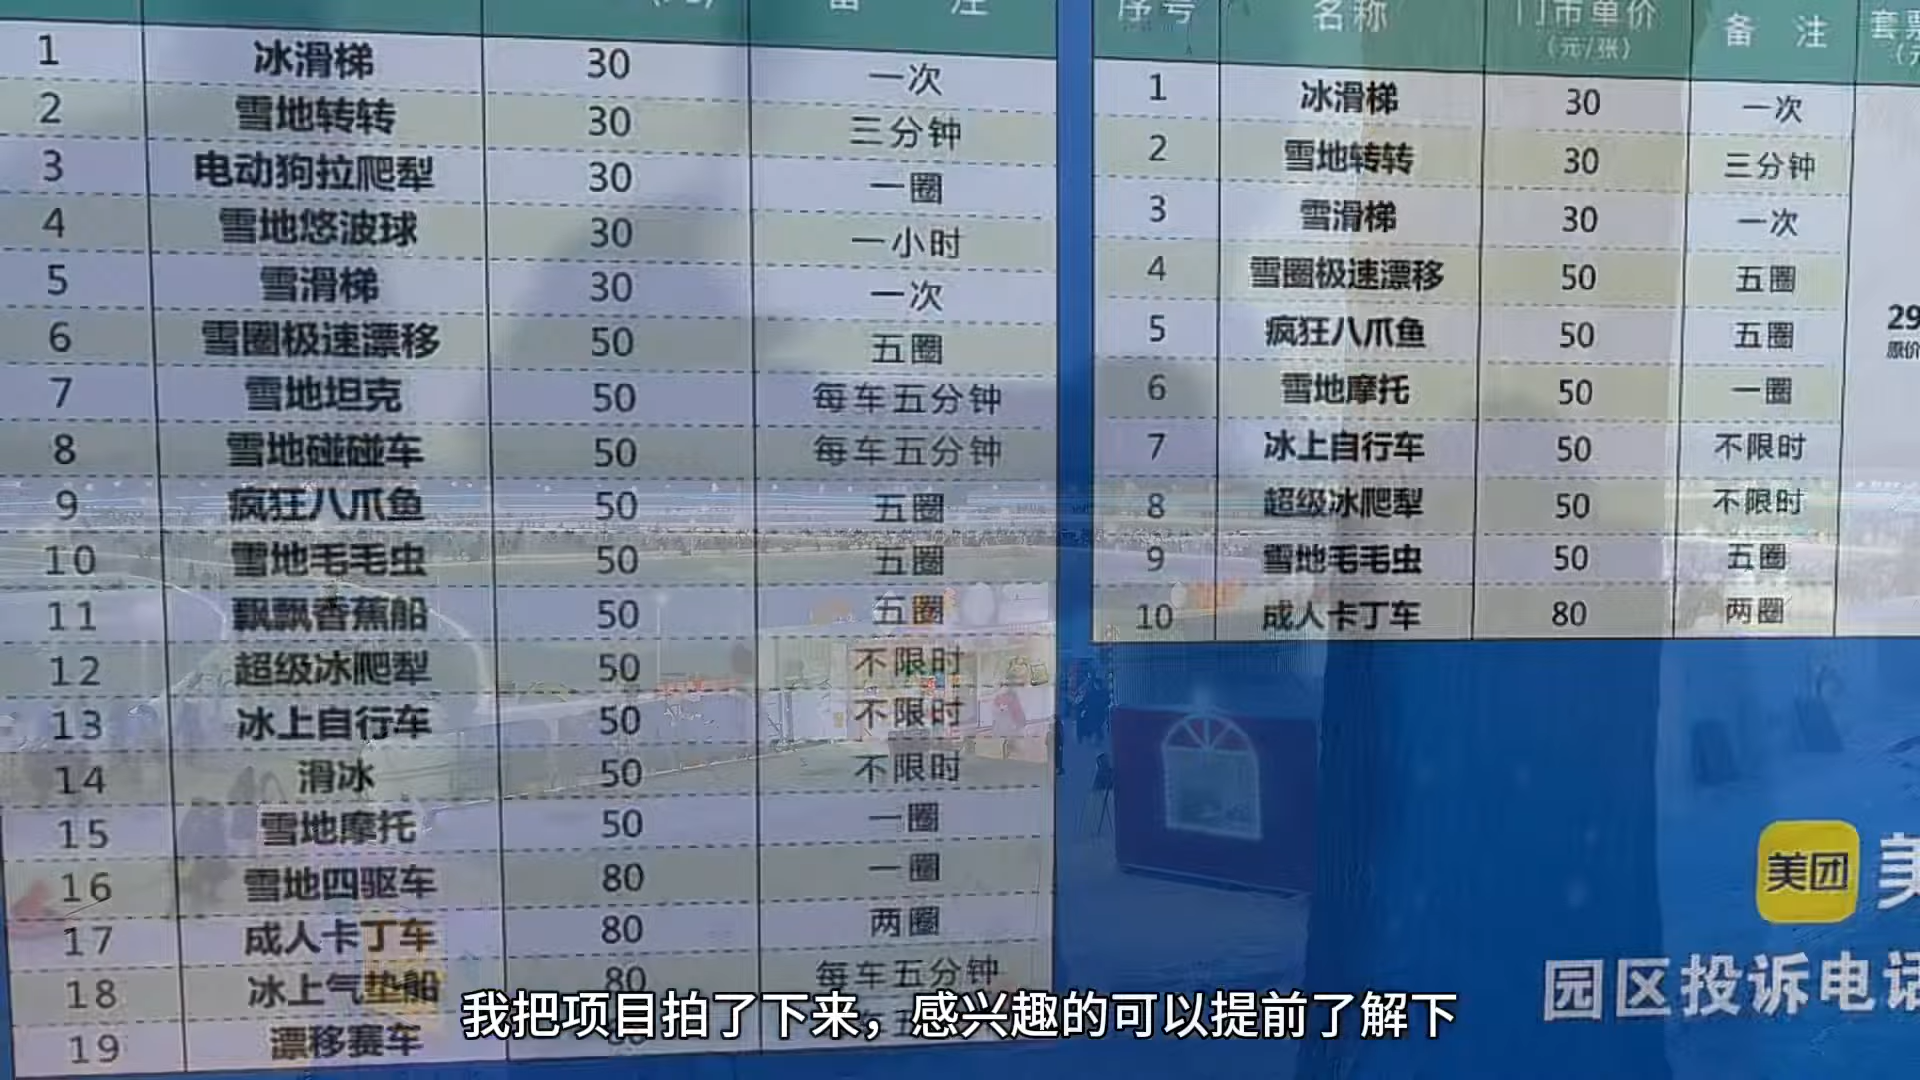 备 注
1 冰滑梯 30 一次
2 雪地转转 30 三分钟
3 电动狗拉爬犁 30 一圈
4 雪地悠波球 30 一小时
5 雪滑梯 30 一次
6 雪圈极速漂移 50 五圈
7 雪地坦克 50 每车五分钟
8 雪地碰碰车 50 每车五分钟
9 疯狂八爪鱼 50 五圈
10 雪地毛毛虫 50 五圈
11 飘飘香蕉船 50 五圈
12 超级冰爬犁 50 不限时
13 冰上自行车 50 不限时
14 滑冰 50 不限时
15 雪地摩托 50 一圈
16 雪地四驱车 80 一圈
17 成人卡丁车 80 两圈
18 冰上气垫船 80 每车五分钟
19 漂移赛车
序号 名称 门市单价 备 注 套票
(元/张)
1 冰滑梯 30 一次
2 雪地转转 30 三分钟
3 雪滑梯 30 一次
4 雪圈极速漂移 50 五圈
5 疯狂八爪鱼 50 五圈
6 雪地摩托 50 一圈
7 冰上自行车 50 不限时
8 超级冰爬犁 50 不限时
9 雪地毛毛虫 50 五圈
10 成人卡丁车 80 两圈
29
原价
美团 美
园区投诉电话
我把项目拍了下来，感兴趣的可以提前了解下